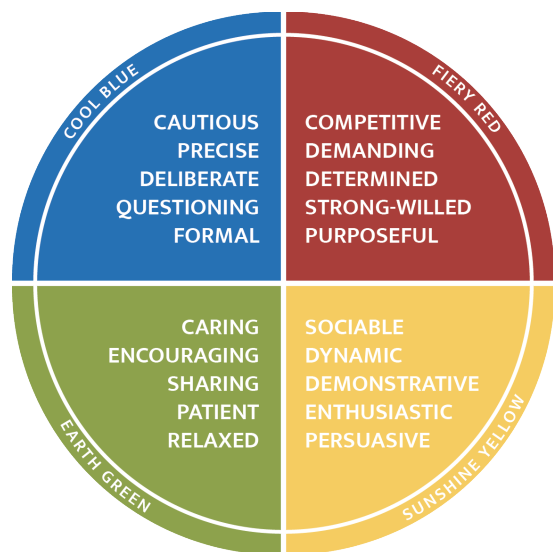 COOL BLUE
CAUTIOUS
PRECISE
DELIBERATE
QUESTIONING
FORMAL
FIERY RED
COMPETITIVE
DEMANDING
DETERMINED
STRONG-WILLED
PURPOSEFUL
EARTH GREEN
CARING
ENCOURAGING
SHARING
PATIENT
RELAXED
SUNSHINE YELLOW
SOCIABLE
DYNAMIC
DEMONSTRATIVE
ENTHUSIASTIC
PERSUASIVE